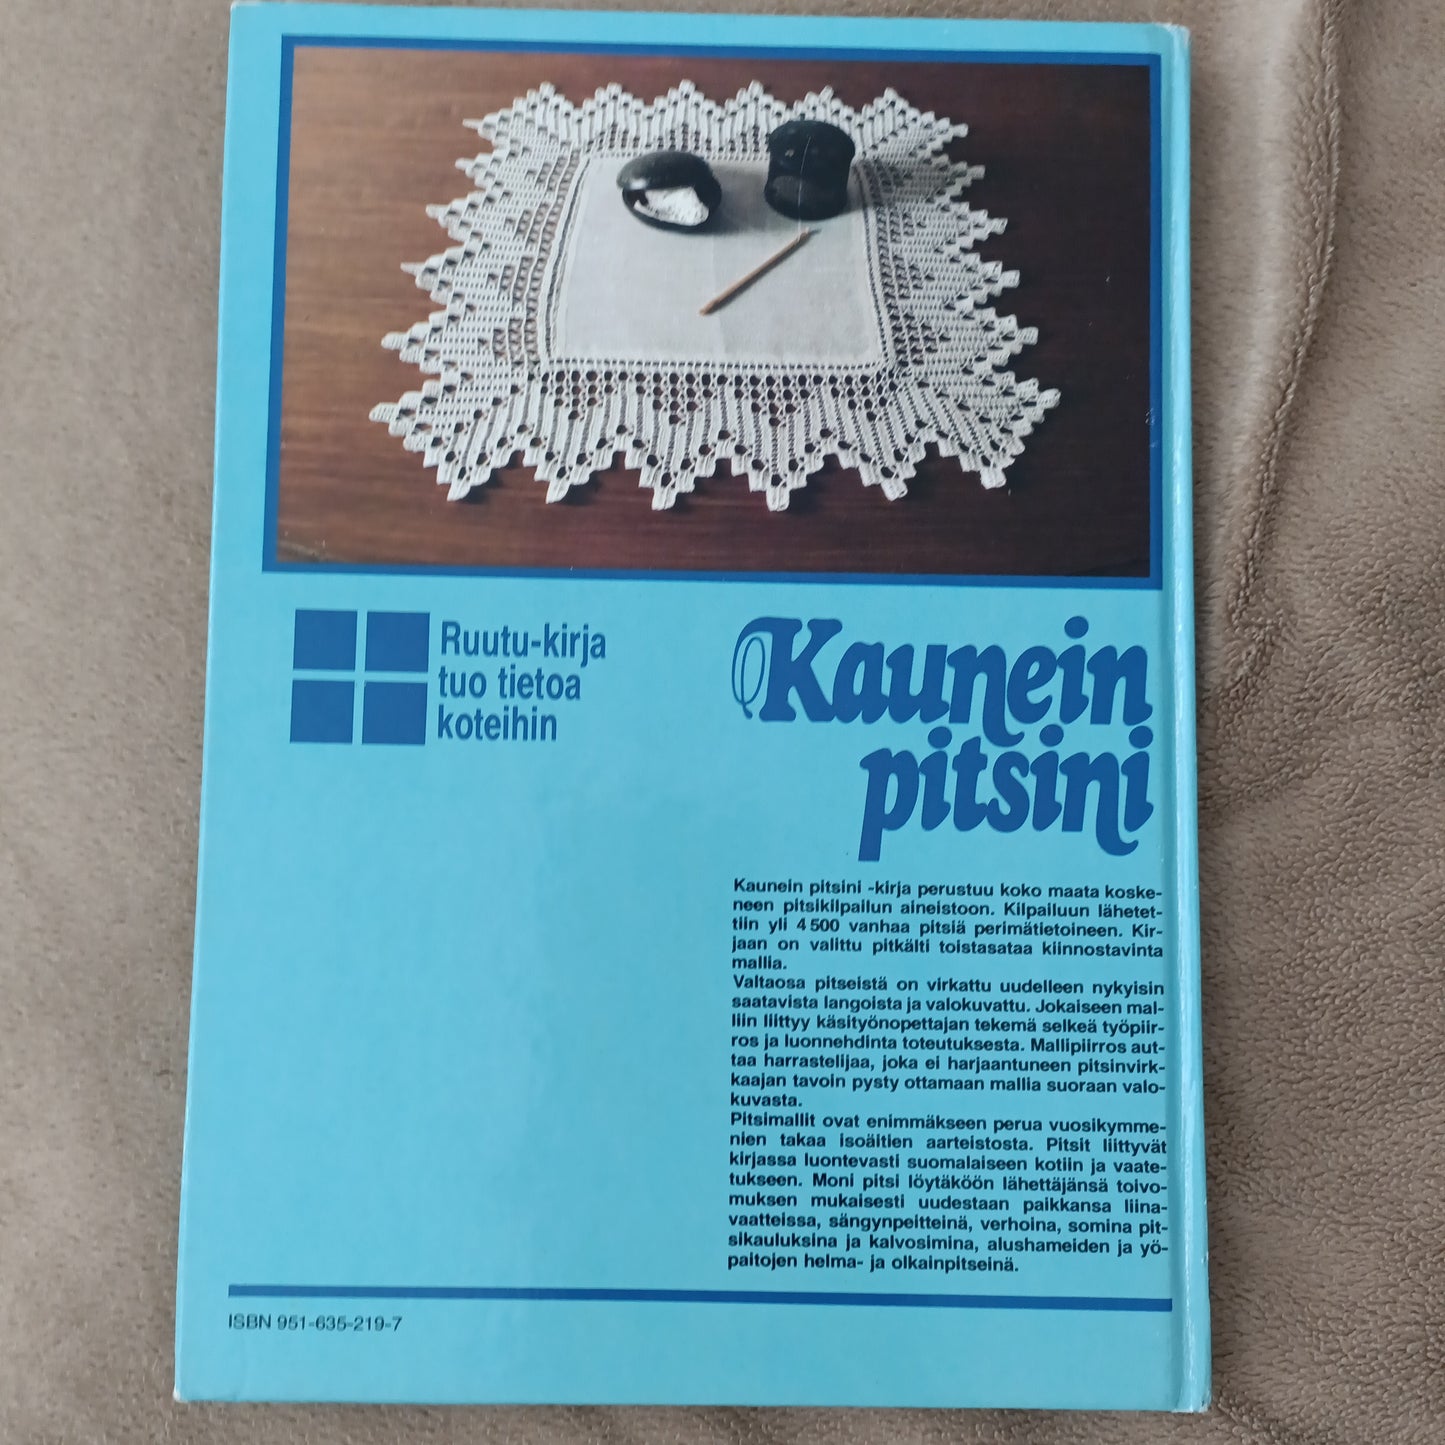 Ruutu-kirja
tuo tietoa
koteihin
Kaunein
pitsini
Kaunein pitsini -kirja perustuu koko maata koske-
neen pitsikilpailun aineistoon. Kilpailuun lähetet-
tiin yli 4 500 vanhaa pitsiä perimätietoineen. Kir-
jaan on valittu pitkälti toistasataa kiinnostavinta
mallia.
Valtaosa pitseistä on virkattu uudelleen nykyisin
saatavista langoista ja valokuvattu. Jokaiseen mal-
liin liittyy käsityönopettajan tekemä selkeä työpiir-
ros ja luonnehdinta toteutuksesta. Mallipiirros aut-
taa harrastelijaa, joka ei harjaantuneen pitsinvirk-
kaajan tavoin pysty ottamaan mallia suoraan valo-
kuvasta.
Pitsimallit ovat enimmäkseen perua vuosikymme-
nien takaa isoäitien aarteistosta. Pitsit liittyvät
kirjassa luontevasti suomalaiseen kotiin ja vaate-
tukseen. Moni pitsi löytäköön lähettäjänsä toivo-
muksen mukaisesti uudestaan paikkansa liina-
vaatteissa, sängynpeitteinä, verhoina, somina pit-
sikauluksina ja kalvosimina, alushameiden ja yö-
paitojen helma- ja olkainpitseinä.
ISBN 951-635-219-7